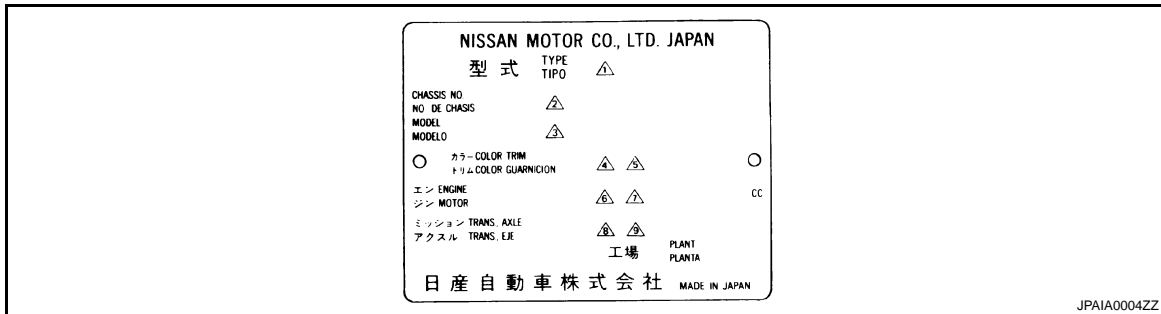 NISSAN MOTOR CO., LTD. JAPAN
型式 TYPE
TIPO 1
CHASSIS NO
NO DE CHASIS 2
MODEL
MODELO 3
カラー COLOR TRIM
トリム COLOR GUARNICION 4 5
エン ENGINE
ジン MOTOR 6 7 CC
ミッション TRANS, AXLE
アクスル TRANS, EJE 8 9
工場 PLANT
PLANTA
日産自動車株式会社 MADE IN JAPAN
JPAIA0004ZZ